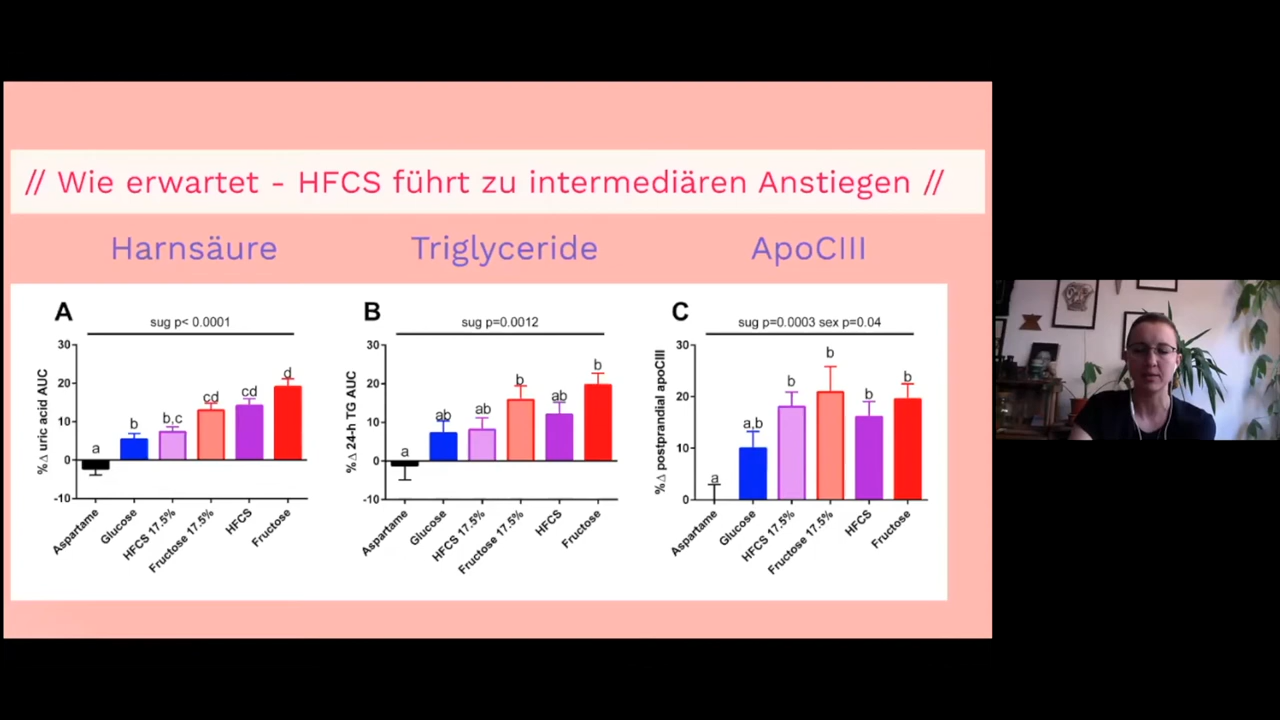 // Wie erwartet - HFCS führt zu intermediären Anstiegen //
Harnsäure
Triglyceride
ApoCIII
A
sug p< 0.0001
%Δ uric acid AUC
30
20
10
0
-10
a
b
b,c
cd
cd
d
Aspartame
Glucose
HFCS 17.5%
Fructose 17.5%
HFCS
Fructose
B
sug p=0.0012
%Δ 24-h TG AUC
30
20
10
0
-10
a
ab
ab
b
ab
b
Aspartame
Glucose
HFCS 17.5%
Fructose 17.5%
HFCS
Fructose
C
sug p=0.0003 sex p=0.04
%Δ postprandial apoCIII
30
20
10
0
a
a,b
b
b
b
b
Aspartame
Glucose
HFCS 17.5%
Fructose 17.5%
HFCS
Fructose